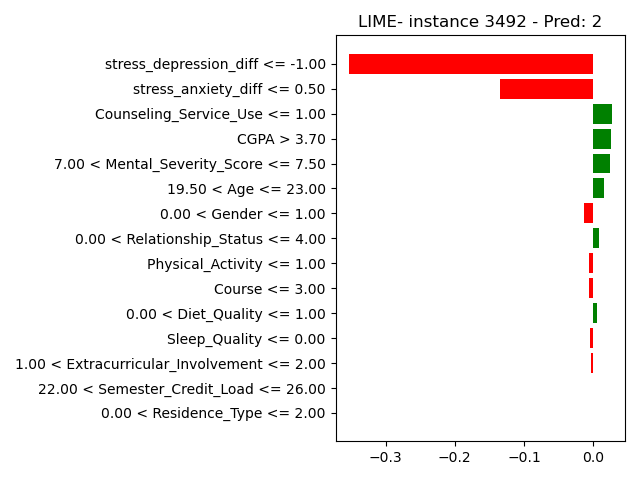 LIME- instance 3492 - Pred: 2
stress_depression_diff <= -1.00
stress_anxiety_diff <= 0.50
Counseling_Service_Use <= 1.00
CGPA > 3.70
7.00 < Mental_Severity_Score <= 7.50
19.50 < Age <= 23.00
0.00 < Gender <= 1.00
0.00 < Relationship_Status <= 4.00
Physical_Activity <= 1.00
Course <= 3.00
0.00 < Diet_Quality <= 1.00
Sleep_Quality <= 0.00
1.00 < Extracurricular_Involvement <= 2.00
22.00 < Semester_Credit_Load <= 26.00
0.00 < Residence_Type <= 2.00
−0.3 −0.2 −0.1 0.0